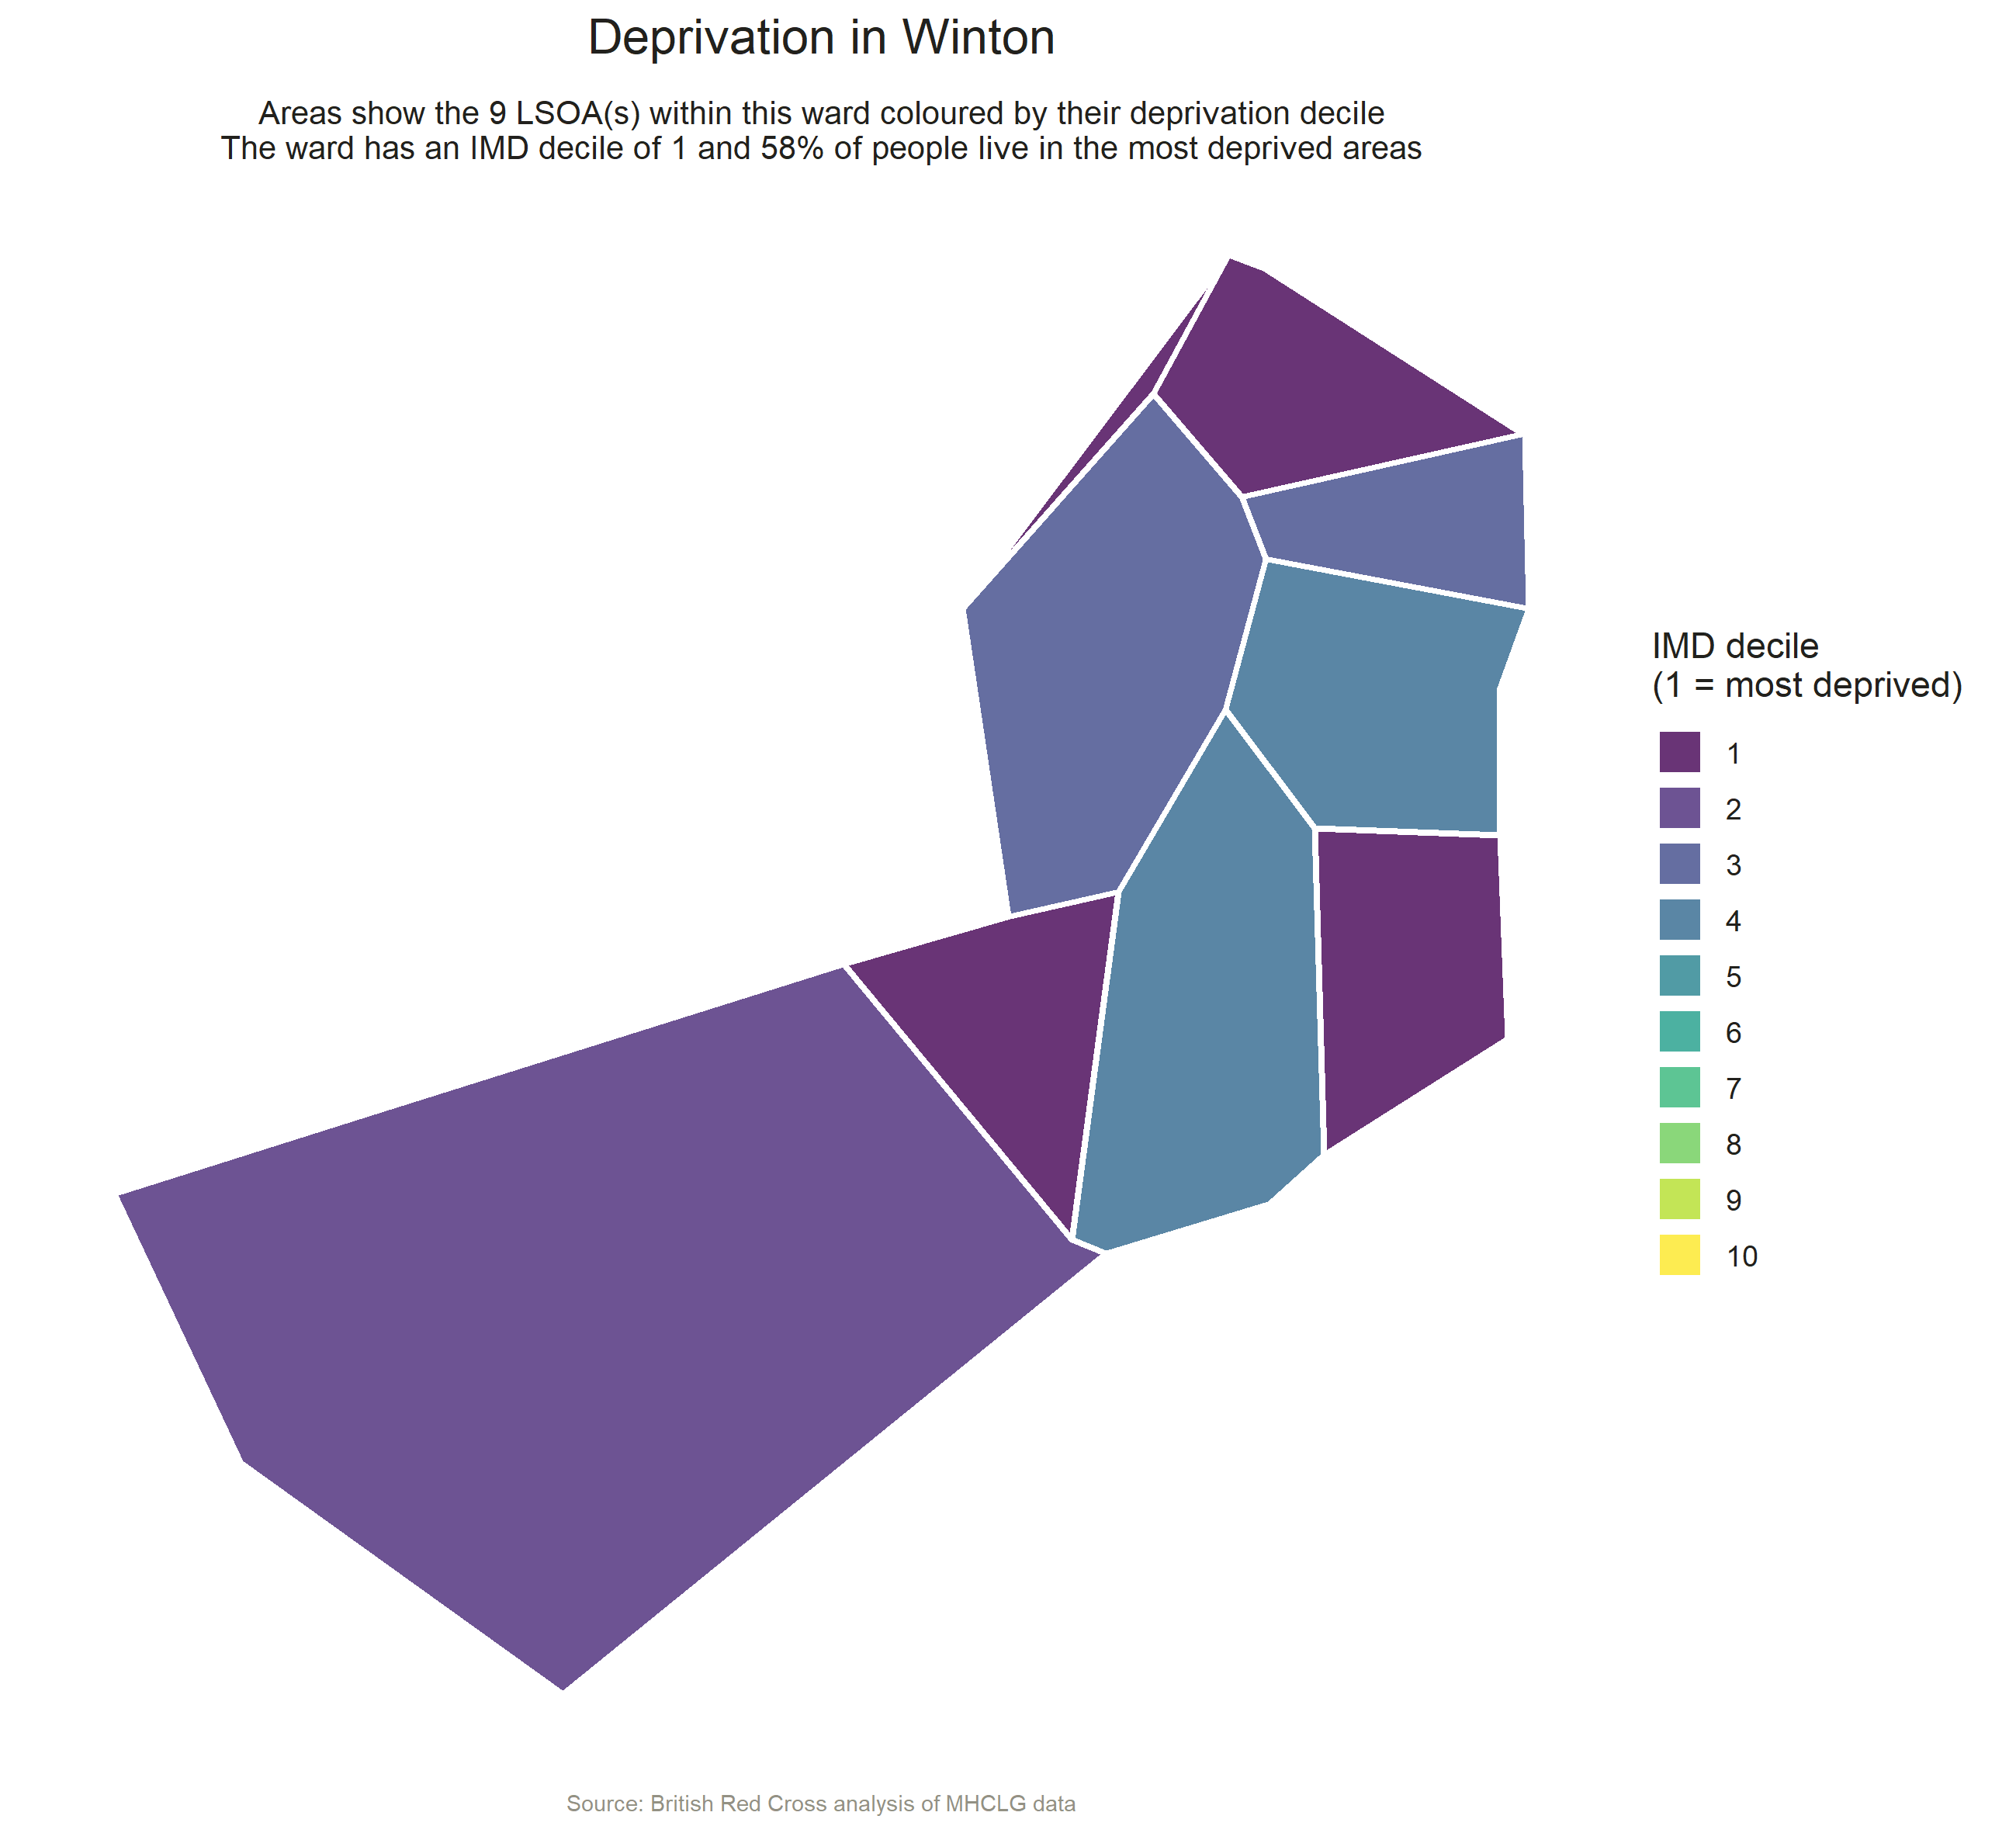 Deprivation in Winton
Areas show the 9 LSOA(s) within this ward coloured by their deprivation decile
The ward has an IMD decile of 1 and 58% of people live in the most deprived areas
IMD decile
(1 = most deprived)
1
2
3
4
5
6
7
8
9
10
Source: British Red Cross analysis of MHCLG data